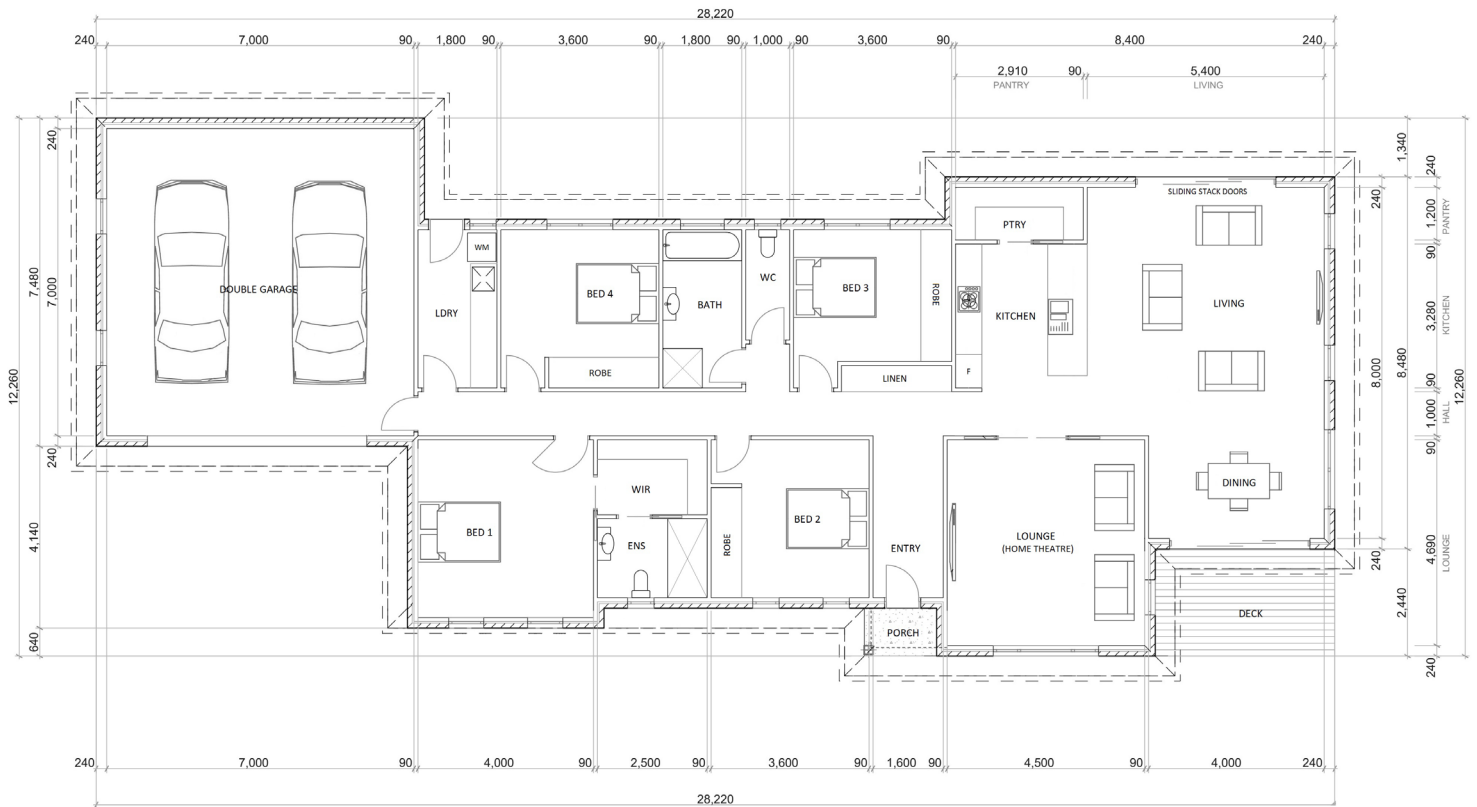 28,220
240 7,000 90 1,800 90 3,600 90 1,800 90 1,000 90 3,600 90 8,400 240
2,910 90 5,400
PANTRY LIVING
240
1,340
240
SLIDING STACK DOORS
240
1,200
PANTRY
PTRY
WM
90
WC
7,480
7,000
DOUBLE GARAGE
BED 4
BATH
BED 3
ROBE
LDRY
KITCHEN
LIVING
3,280
KITCHEN
12,260
ROBE
LINEN
F
8,000
8,480
90
12,260
1,000
HALL
240
90
WIR
DINING
BED 1
BED 2
ROBE
ENS
ENTRY
LOUNGE
(HOME THEATRE)
4,140
240
4,690
LOUNGE
2,440
DECK
PORCH
640
240
240 7,000 90 4,000 90 2,500 90 3,600 90 1,600 90 4,500 90 4,000 240
28,220